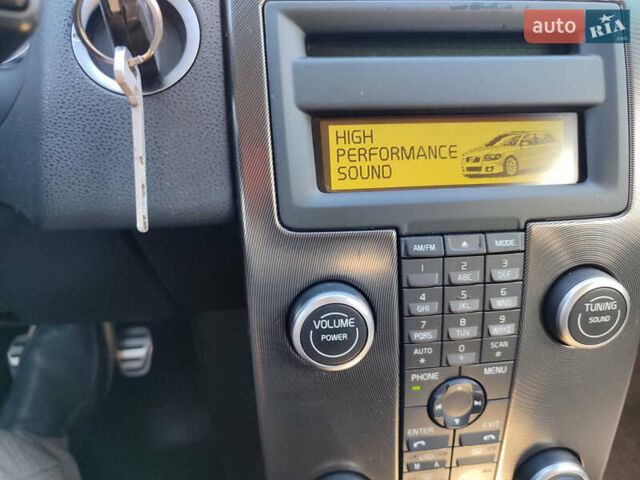 auto RIA
.com
HIGH
PERFORMANCE
SOUND
AM/FM MODE
1 2 ABC 3 DEF
4 GHI 5 JKL 6 MNO
7 PQRS 8 TUV 9 WXYZ
AUTO * 0 SCAN #
VOLUME
POWER
TUNING
SOUND
PHONE MENU
ENTER EXIT
M A